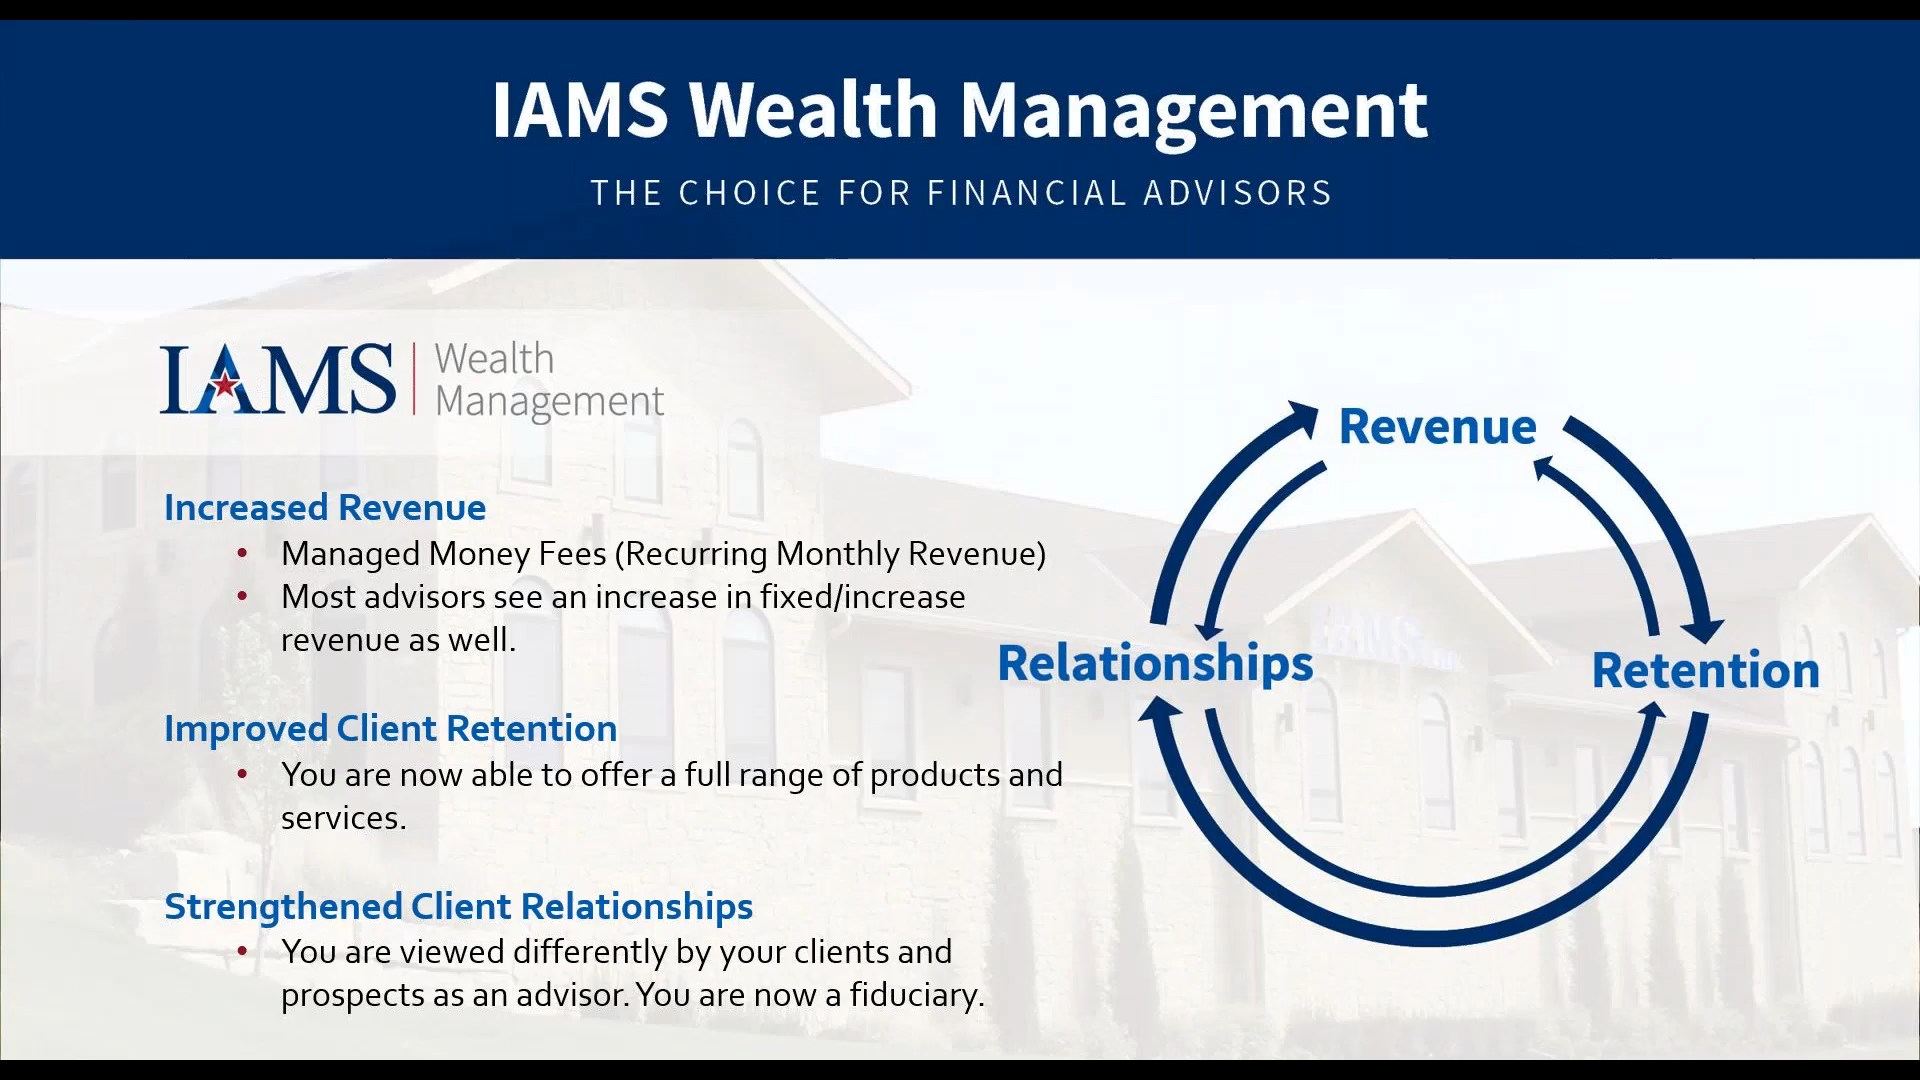 IAMS Wealth Management
THE CHOICE FOR FINANCIAL ADVISORS
IAMS
Wealth
Management
Increased Revenue
• Managed Money Fees (Recurring Monthly Revenue)
• Most advisors see an increase in fixed/increase
revenue as well.
Improved Client Retention
• You are now able to offer a full range of products and
services.
Strengthened Client Relationships
• You are viewed differently by your clients and
prospects as an advisor. You are now a fiduciary.
Revenue
Relationships
Retention
IAMS